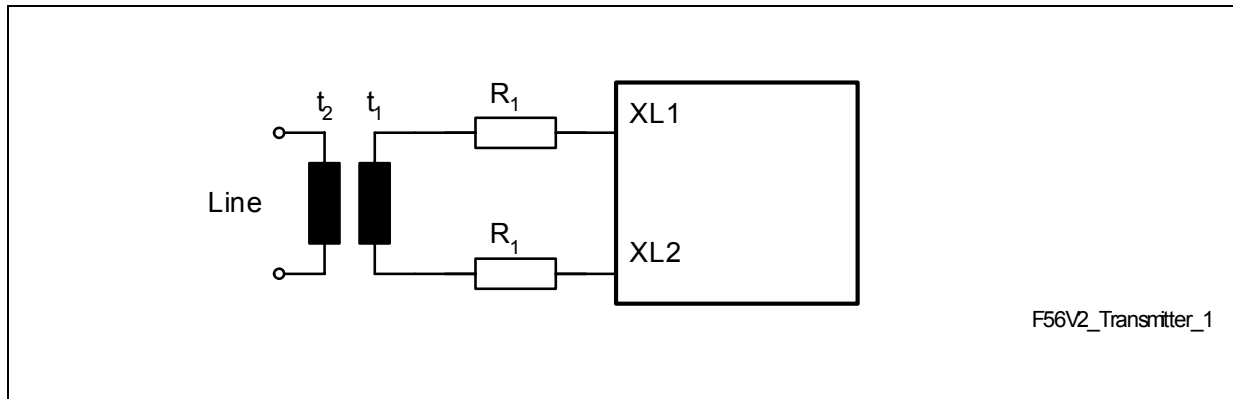 t2 t1 R1
XL1
Line
R1
XL2
F56V2_Transmitter_1